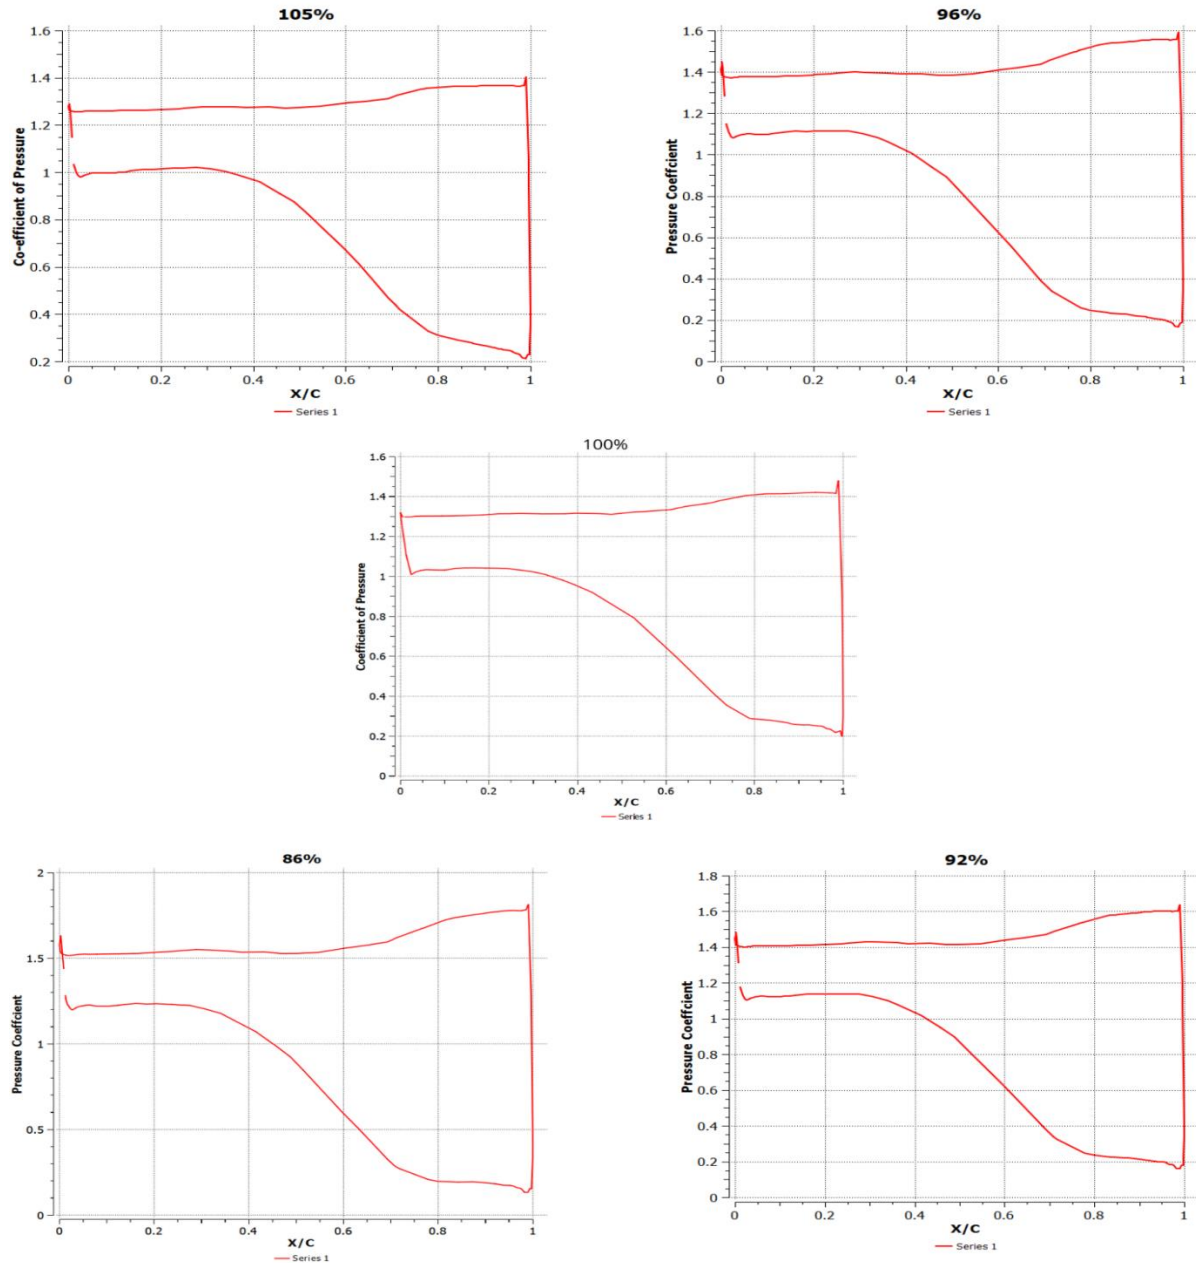 105%
1.6
1.4
1.2
1
0.8
0.6
0.4
0.2
Co-efficient of Pressure
0 0.2 0.4 0.6 0.8 1
X/C
Series 1
96%
1.6
1.4
1.2
1
0.8
0.6
0.4
0.2
0
Pressure Coeffcient
0 0.2 0.4 0.6 0.8 1
X/C
Series 1
100%
1.6
1.4
1.2
1
0.8
0.6
0.4
0.2
0
Coefficient of Pressure
0 0.2 0.4 0.6 0.8 1
X/C
Series 1
86%
2
1.5
1
0.5
0
Pressure Coeffcient
0 0.2 0.4 0.6 0.8 1
X/C
Series 1
92%
1.8
1.6
1.4
1.2
1
0.8
0.6
0.4
0.2
0
Pressure Coeffcient
0 0.2 0.4 0.6 0.8 1
X/C
Series 1